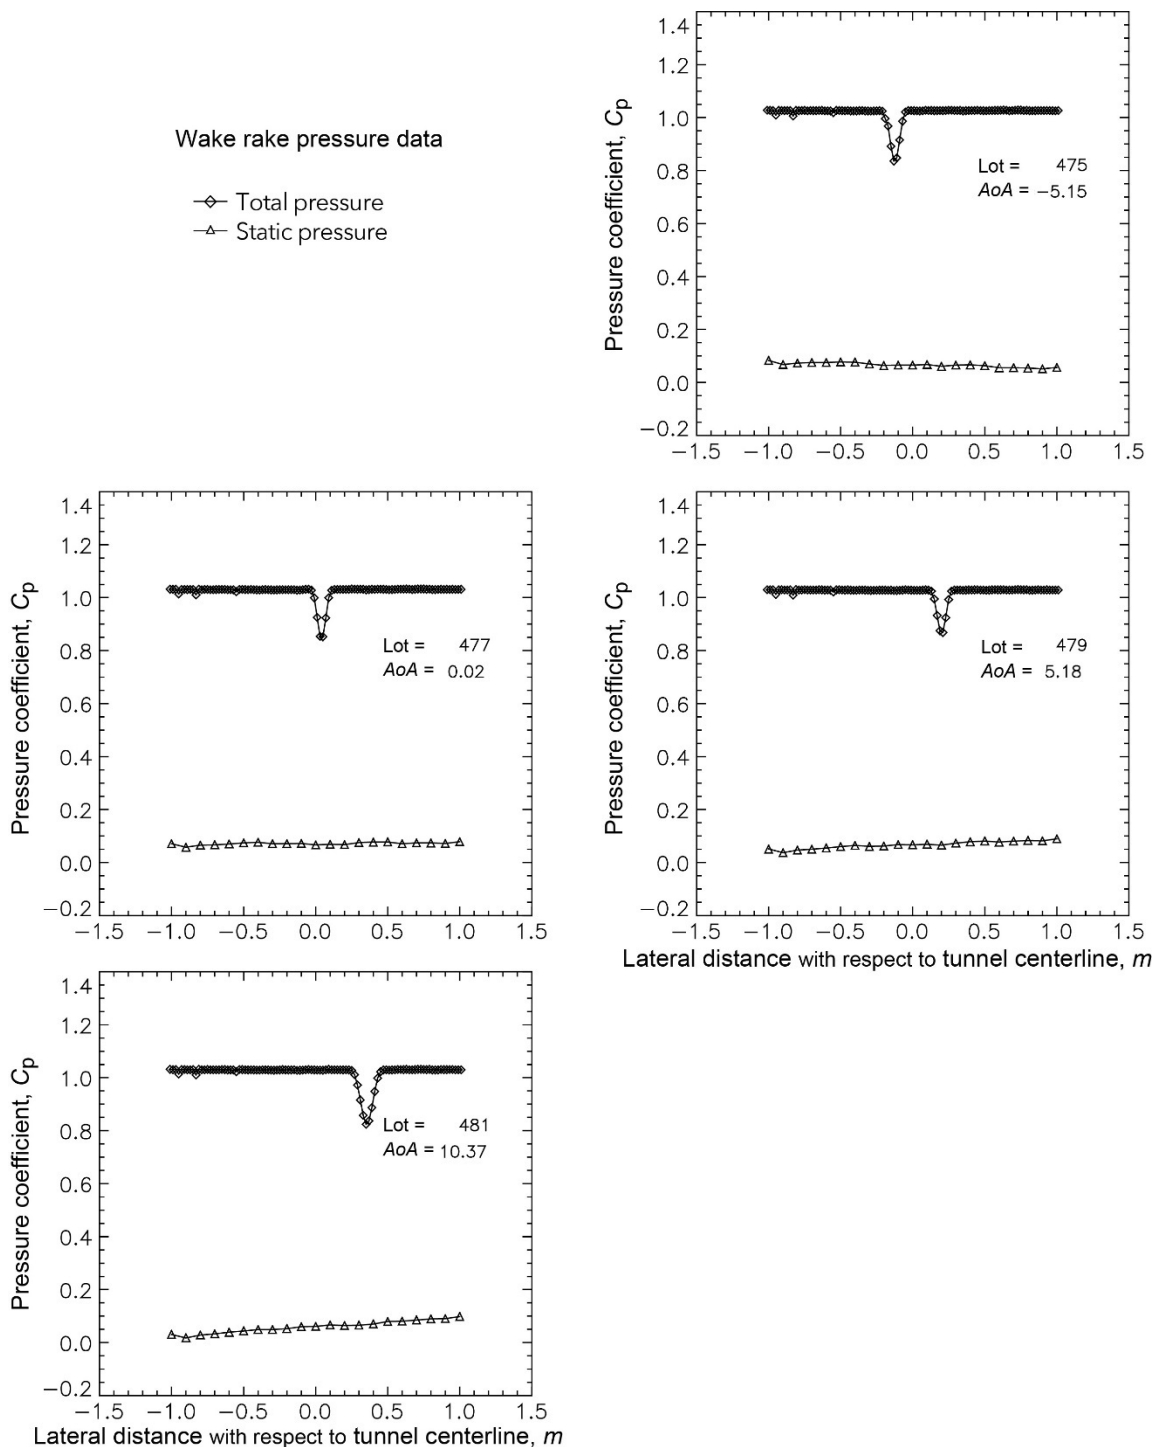 Wake rake pressure data
Total pressure
Static pressure
Pressure coefficient, Cp
1.4
1.2
1.0
0.8
0.6
0.4
0.2
0.0
−0.2
Lot = 475
AoA = −5.15
−1.5 −1.0 −0.5 0.0 0.5 1.0 1.5
Pressure coefficient, Cp
1.4
1.2
1.0
0.8
0.6
0.4
0.2
0.0
−0.2
Lot = 477
AoA = 0.02
−1.5 −1.0 −0.5 0.0 0.5 1.0 1.5
Pressure coefficient, Cp
1.4
1.2
1.0
0.8
0.6
0.4
0.2
0.0
−0.2
Lot = 479
AoA = 5.18
−1.5 −1.0 −0.5 0.0 0.5 1.0 1.5
Lateral distance with respect to tunnel centerline, m
Pressure coefficient, Cp
1.4
1.2
1.0
0.8
0.6
0.4
0.2
0.0
−0.2
Lot = 481
AoA = 10.37
−1.5 −1.0 −0.5 0.0 0.5 1.0 1.5
Lateral distance with respect to tunnel centerline, m